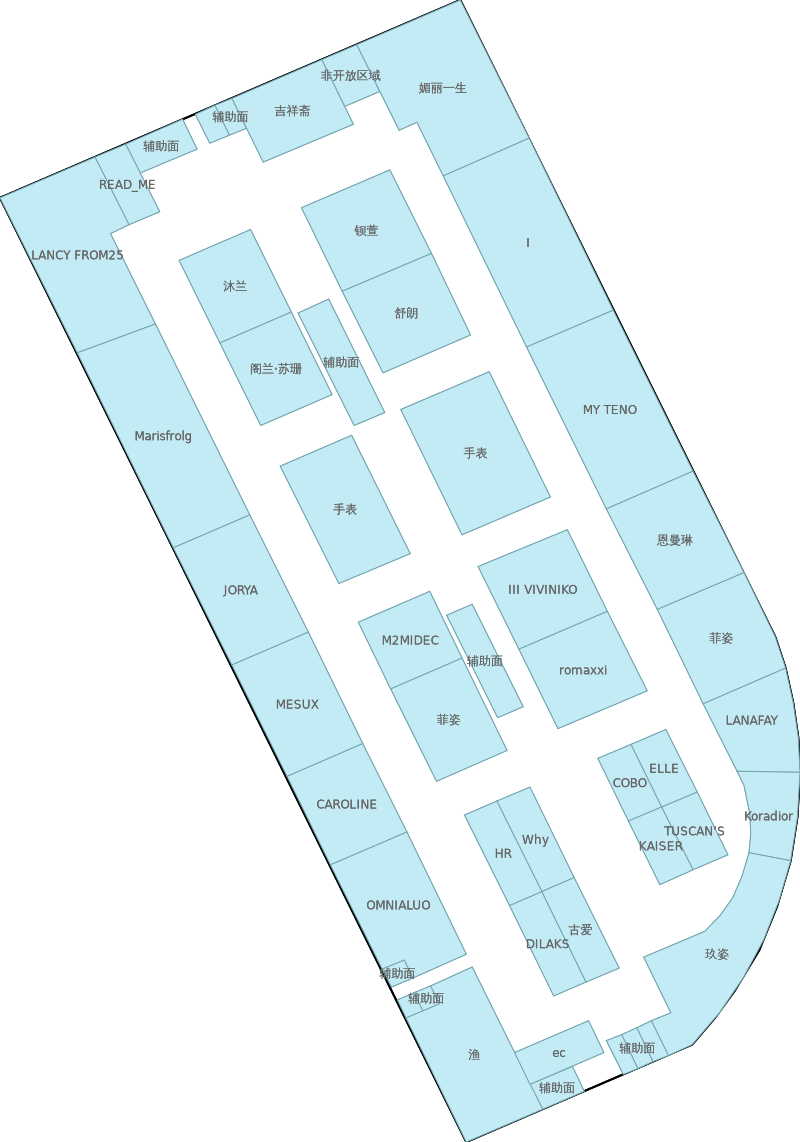 媚丽一生
非开放区域
吉祥斋
辅助面
辅助面
READ_ME
LANCY FROM25
钡萱
I
沐兰
舒朗
辅助面
阁兰·苏珊
MY TENO
Marisfrolg
手表
手表
恩曼琳
JORYA
III VIVINIKO
菲姿
M2MIDEC
辅助面
romaxxi
MESUX
菲姿
LANAFAY
ELLE
COBO
CAROLINE
Koradior
TUSCAN'S
KAISER
Why
HR
OMNIALUO
古爱
DILAKS
玖姿
辅助面
辅助面
辅助面
渔
ec
辅助面